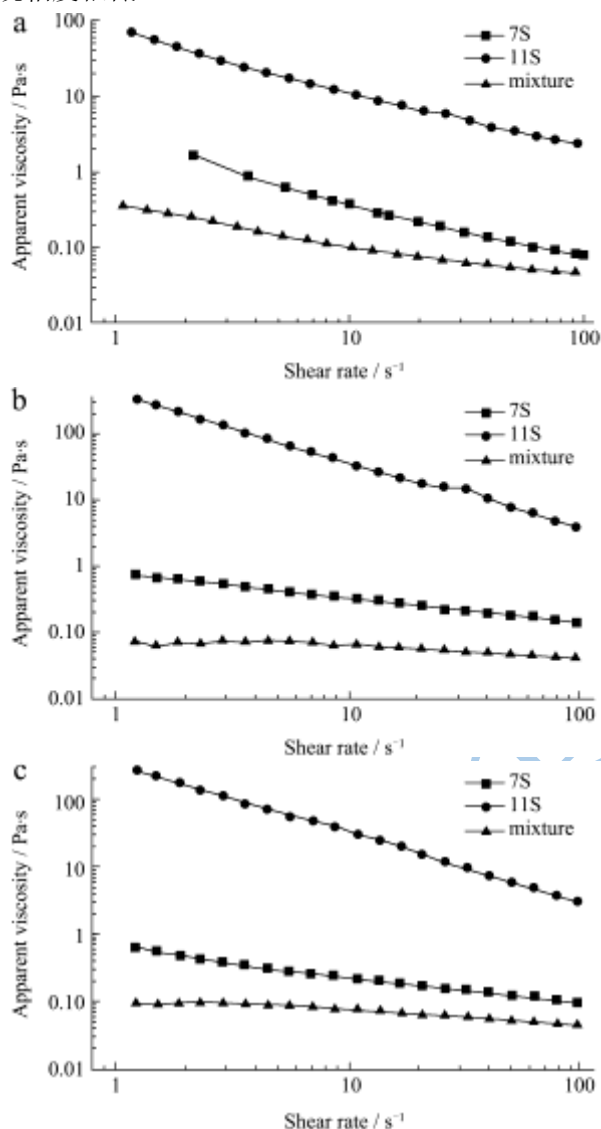 a
100
10
1
0.10
0.01
Apparent viscosity / Pa·s
7S
11S
mixture
1
10
100
Shear rate / s⁻¹
b
100
10
1
0.10
0.01
Apparent viscosity / Pa·s
7S
11S
mixture
1
10
100
Shear rate / s⁻¹
c
100
10
1
0.10
0.01
Apparent viscosity / Pa·s
7S
11S
mixture
1
10
100
Shear rate / s⁻¹